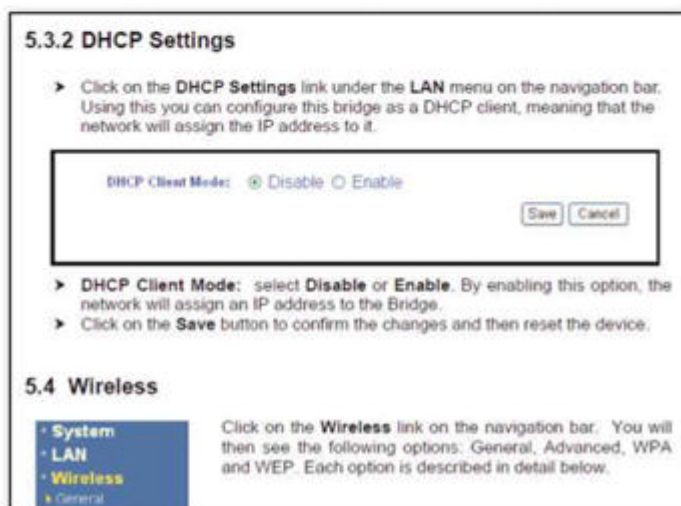 5.3.2 DHCP Settings
➤ Click on the DHCP Settings link under the LAN menu on the navigation bar.
Using this you can configure this bridge as a DHCP client, meaning that the
network will assign the IP address to it.
DHCP Client Mode: Disable Enable
Save Cancel
➤ DHCP Client Mode: select Disable or Enable. By enabling this option, the
network will assign an IP address to the Bridge.
➤ Click on the Save button to confirm the changes and then reset the device.
5.4 Wireless
System
LAN
Wireless
General
Click on the Wireless link on the navigation bar. You will
then see the following options: General, Advanced, WPA
and WEP. Each option is described in detail below.